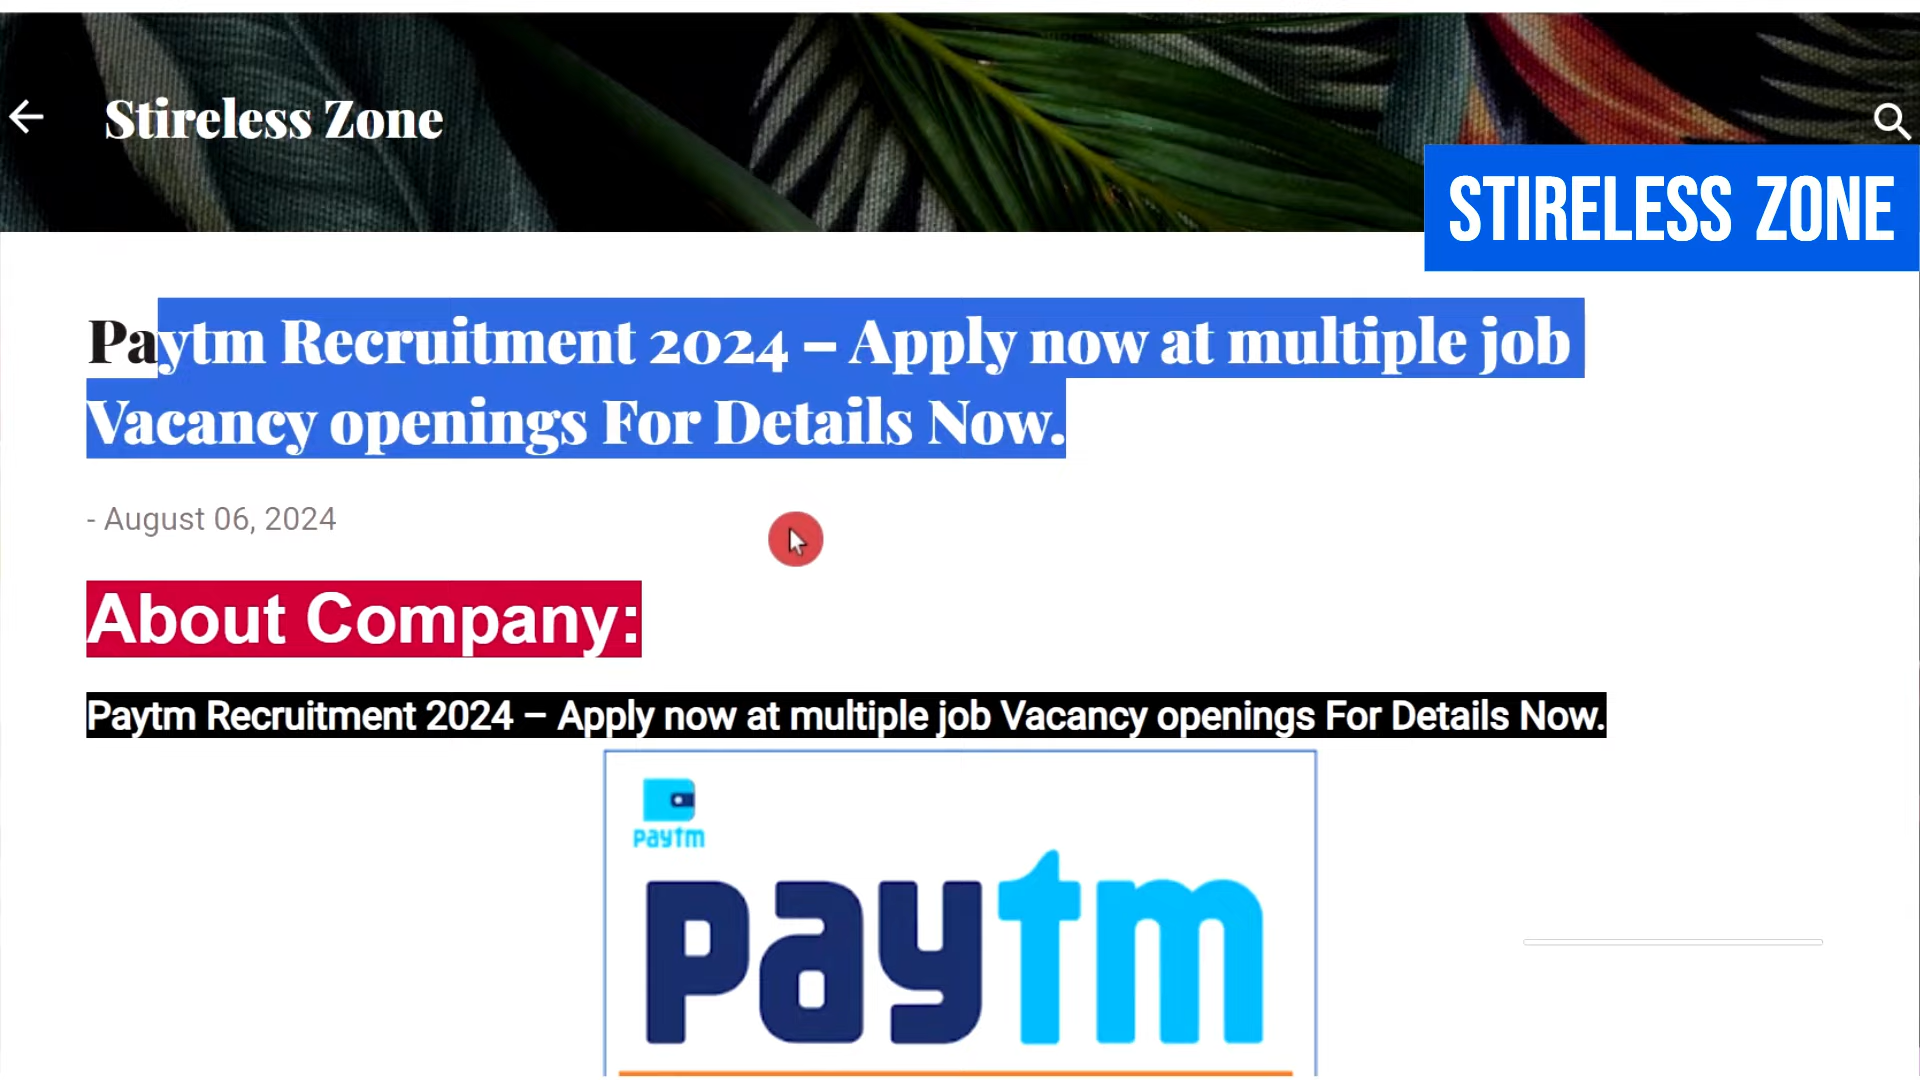 Stireless Zone
STIRELESS ZONE
Paytm Recruitment 2024 – Apply now at multiple job
Vacancy openings For Details Now.
- August 06, 2024
About Company:
Paytm Recruitment 2024 – Apply now at multiple job Vacancy openings For Details Now.
paytm
paytm